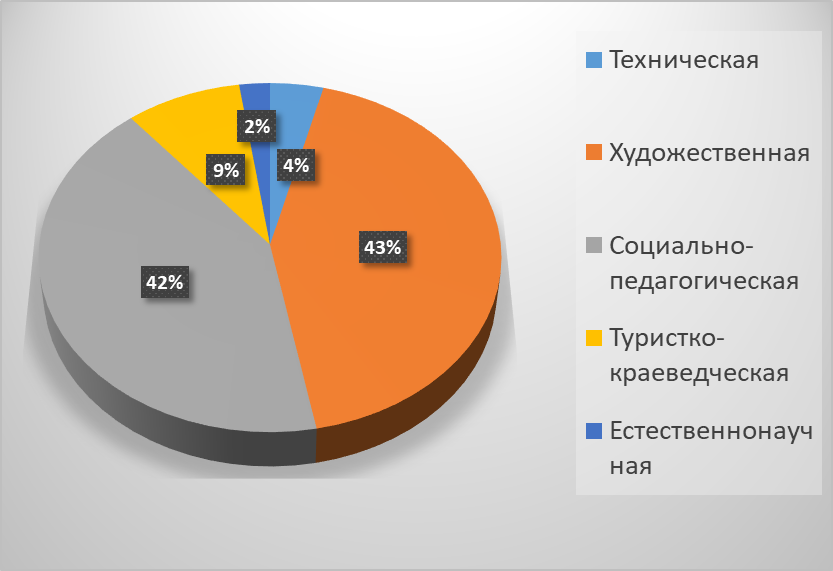 2%
4%
9%
43%
42%
Техническая
Художественная
Социально-
педагогическая
Туристко-
краеведческая
Естественнонауч
ная